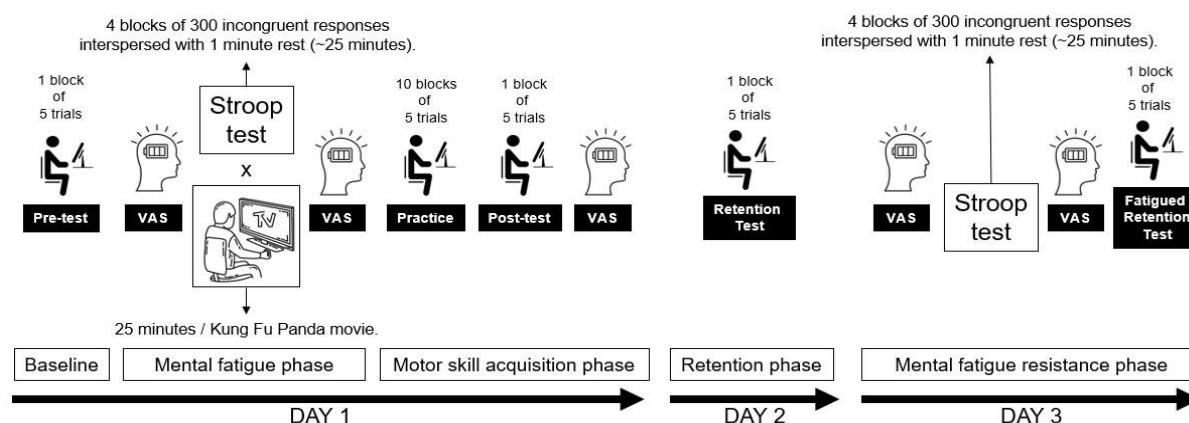 4 blocks of 300 incongruent responses
interspersed with 1 minute rest (~25 minutes).
4 blocks of 300 incongruent responses
interspersed with 1 minute rest (~25 minutes).
1 block
of
5 trials
Stroop
test
10 blocks
of
5 trials
1 block
of
5 trials
1 block
of
5 trials
1 block
of
5 trials
x
TV
Pre-test
VAS
VAS
Practice
Post-test
VAS
Retention
Test
VAS
Stroop
test
VAS
Fatigued
Retention
Test
25 minutes / Kung Fu Panda movie.
Baseline
Mental fatigue phase
Motor skill acquisition phase
Retention phase
Mental fatigue resistance phase
DAY 1
DAY 2
DAY 3